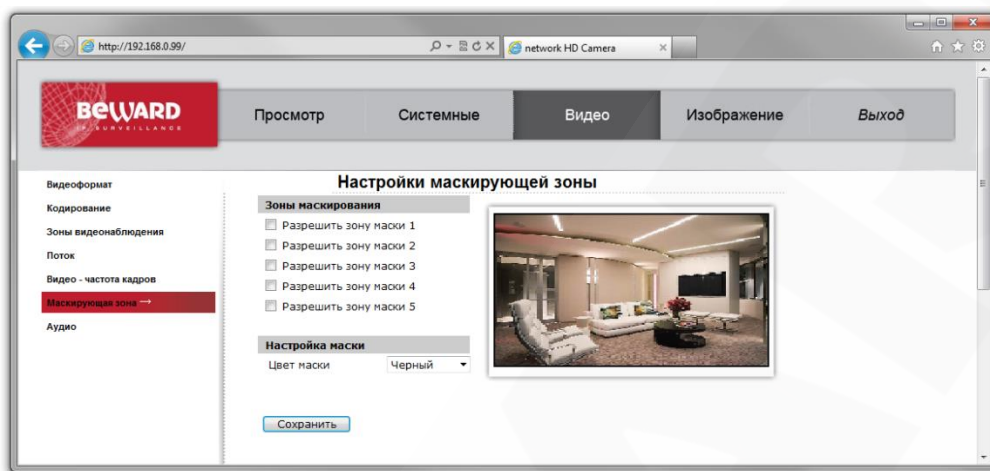 http://192.168.0.99/
network HD Camera
BEWARD
IP SURVEILLANCE
Просмотр
Системные
Видео
Изображение
Выход
Видеоформат
Кодирование
Зоны видеонаблюдения
Поток
Видео - частота кадров
Маскирующая зона →
Аудио
Настройки маскирующей зоны
Зоны маскирования
Разрешить зону маски 1
Разрешить зону маски 2
Разрешить зону маски 3
Разрешить зону маски 4
Разрешить зону маски 5
Настройка маски
Цвет маски Черный
Сохранить